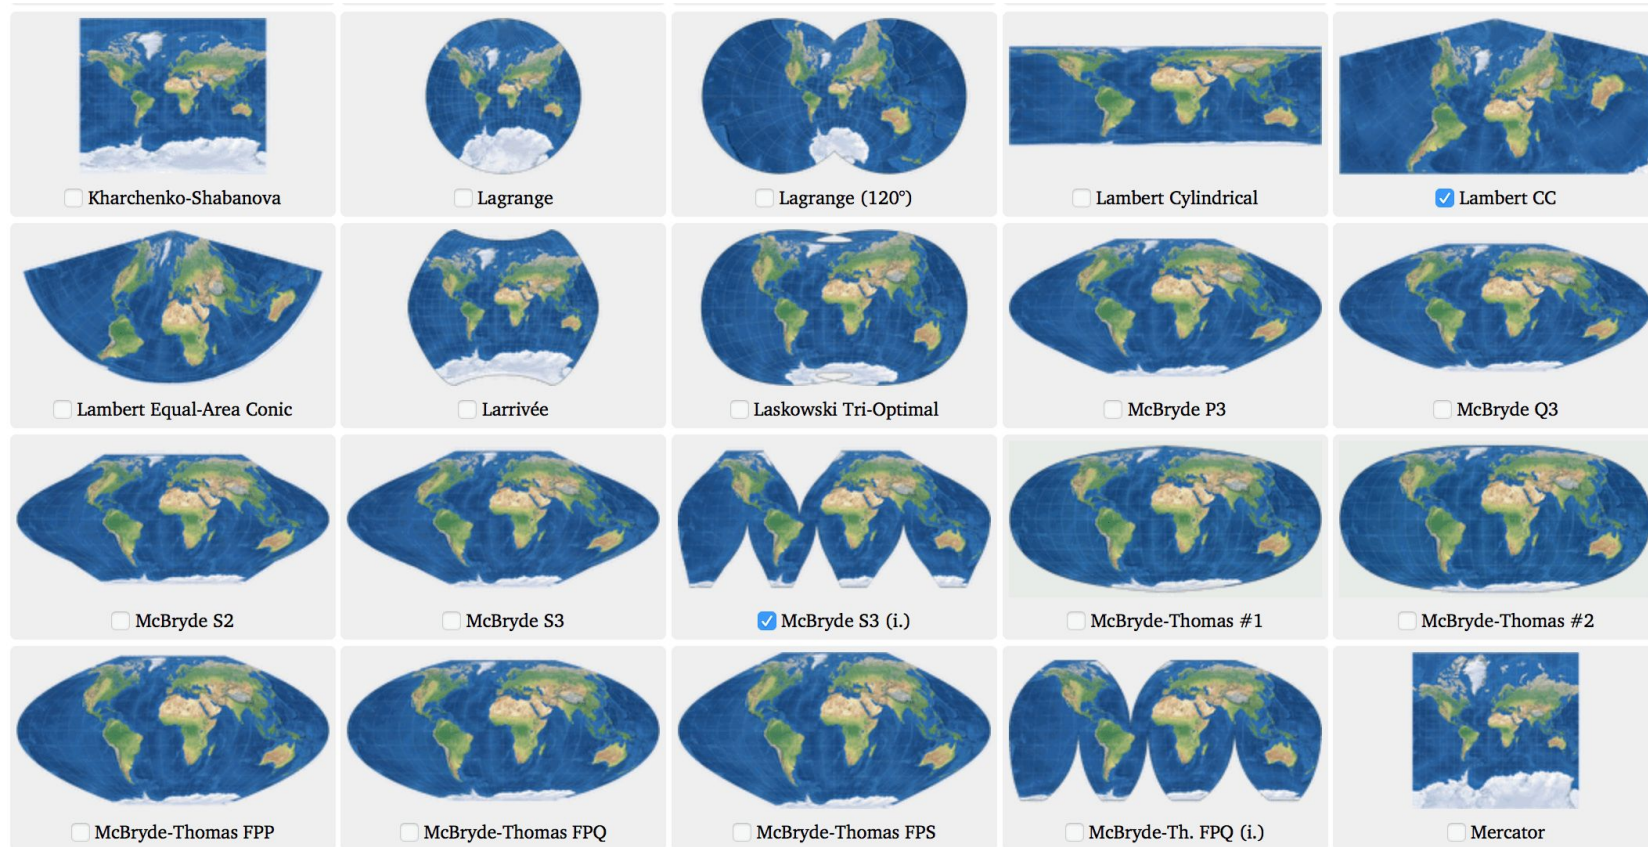 Kharchenko-Shabanova
Lagrange
Lagrange (120°)
Lambert Cylindrical
Lambert CC
Lambert Equal-Area Conic
Larrivée
Laskowski Tri-Optimal
McBryde P3
McBryde Q3
McBryde S2
McBryde S3
McBryde S3 (i.)
McBryde-Thomas #1
McBryde-Thomas #2
McBryde-Thomas FPP
McBryde-Thomas FPQ
McBryde-Thomas FPS
McBryde-Th. FPQ (i.)
Mercator